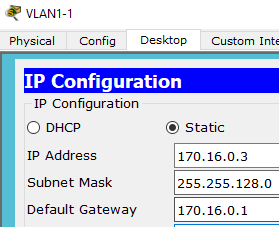 VLAN1-1
Physical Config Desktop Custom Inte
IP Configuration
IP Configuration
DHCP Static
IP Address 170.16.0.3
Subnet Mask 255.255.128.0
Default Gateway 170.16.0.1